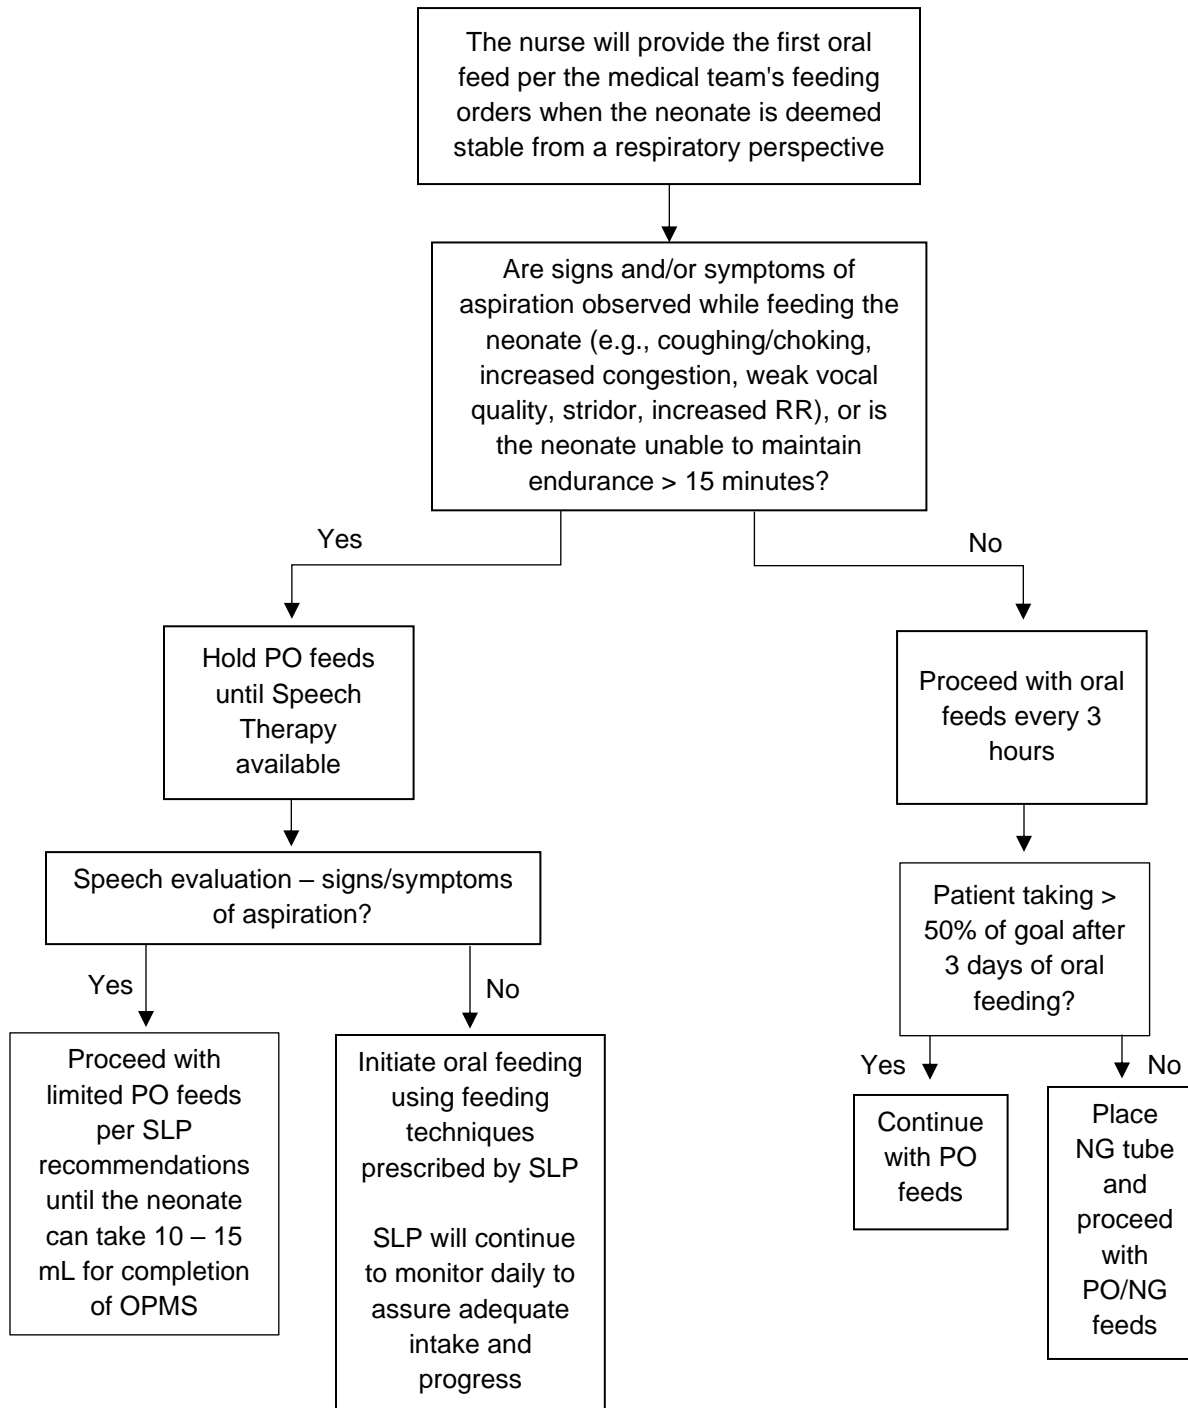 The nurse will provide the first oral
feed per the medical team's feeding
orders when the neonate is deemed
stable from a respiratory perspective
Are signs and/or symptoms of
aspiration observed while feeding the
neonate (e.g., coughing/choking,
increased congestion, weak vocal
quality, stridor, increased RR), or is
the neonate unable to maintain
endurance > 15 minutes?
Yes
No
Hold PO feeds
until Speech
Therapy
available
Proceed with oral
feeds every 3
hours
Speech evaluation – signs/symptoms
of aspiration?
Patient taking >
50% of goal after
3 days of oral
feeding?
Yes
No
Yes
No
Proceed with
limited PO feeds
per SLP
recommendations
until the neonate
can take 10 – 15
mL for completion
of OPMS
Initiate oral feeding
using feeding
techniques
prescribed by SLP
SLP will continue
to monitor daily to
assure adequate
intake and
progress
Continue
with PO
feeds
Place
NG tube
and
proceed
with
PO/NG
feeds